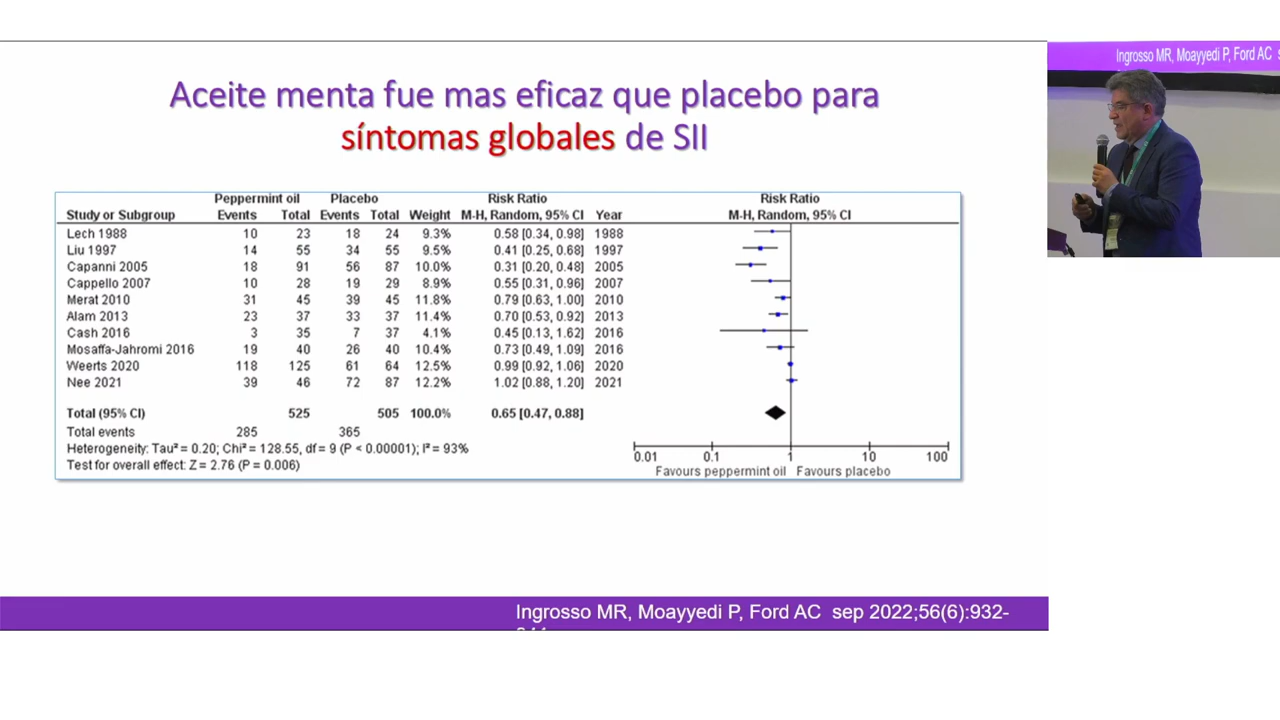 Aceite menta fue mas eficaz que placebo para
síntomas globales de SII
Peppermint oil Placebo Risk Ratio Risk Ratio
Study or Subgroup Events Total Events Total Weight M-H, Random, 95% CI Year M-H, Random, 95% CI
Lech 1988 10 23 18 24 9.3% 0.58 [0.34, 0.98] 1988
Liu 1997 14 55 34 55 9.5% 0.41 [0.25, 0.68] 1997
Capanni 2005 18 91 56 87 10.0% 0.31 [0.20, 0.48] 2005
Cappello 2007 10 28 19 29 8.9% 0.55 [0.31, 0.96] 2007
Merat 2010 31 45 39 45 11.8% 0.79 [0.63, 1.00] 2010
Alam 2013 23 37 33 37 11.4% 0.70 [0.53, 0.92] 2013
Cash 2016 3 35 7 37 4.1% 0.45 [0.13, 1.62] 2016
Mosaffa-Jahromi 2016 19 40 26 40 10.4% 0.73 [0.49, 1.09] 2016
Weerts 2020 118 125 61 64 12.5% 0.99 [0.92, 1.06] 2020
Nee 2021 39 46 72 87 12.2% 1.02 [0.88, 1.20] 2021
Total (95% CI) 525 505 100.0% 0.65 [0.47, 0.88]
Total events 285 365
Heterogeneity: Tau² = 0.20; Chi² = 128.55, df = 9 (P < 0.00001); I² = 93%
Test for overall effect: Z = 2.76 (P = 0.006)
0.01 0.1 1 10 100
Favours peppermint oil Favours placebo
Ingrosso MR, Moayyedi P, Ford AC sep 2022;56(6):932-
Ingrosso MR, Moayyedi P, Ford AC s